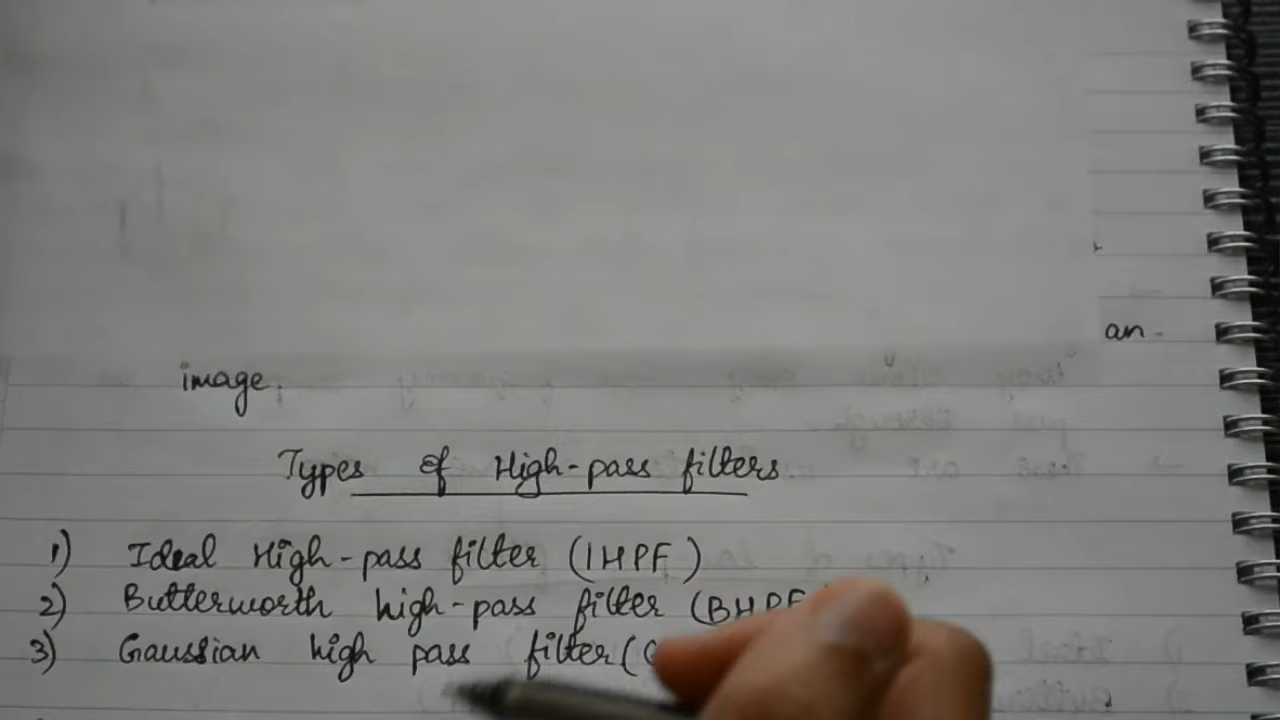 an-
image.
Types of High-pass filters.
1) Ideal High-pass filter (IHPF)
2) Butterworth high-pass filter (BHPF
3) Gaussian high pass filter (G